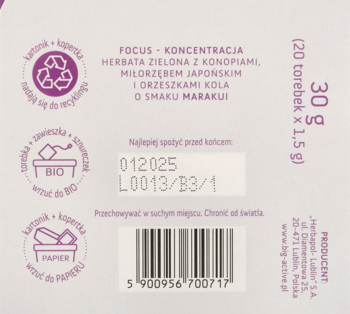 kartonik + kopertka
nadają się do recyklingu
FOCUS - KONCENTRACJA
HERBATA ZIELONA Z KONOPIAMI,
MIŁORZĘBEM JAPOŃSKIM
I ORZESZKAMI KOLA
O SMAKU MARAKUI
30 g
(20 torebek x 1,5 g)
torebka + zawieszka + sznureczek
BIO
wrzuć do BIO
Najlepiej spożyć przed końcem:
012025
L0013/B3/1
kartonik + kopertka
PAPIER
wrzuć do PAPIERU
Przechowywać w suchym miejscu. Chronić od światła.
5 900956 700717
PRODUCENT:
„Herbapol- Lublin" S.A.
ul. Diamentowa 25,
20-471 Lublin, Polska
www.big-active.pl